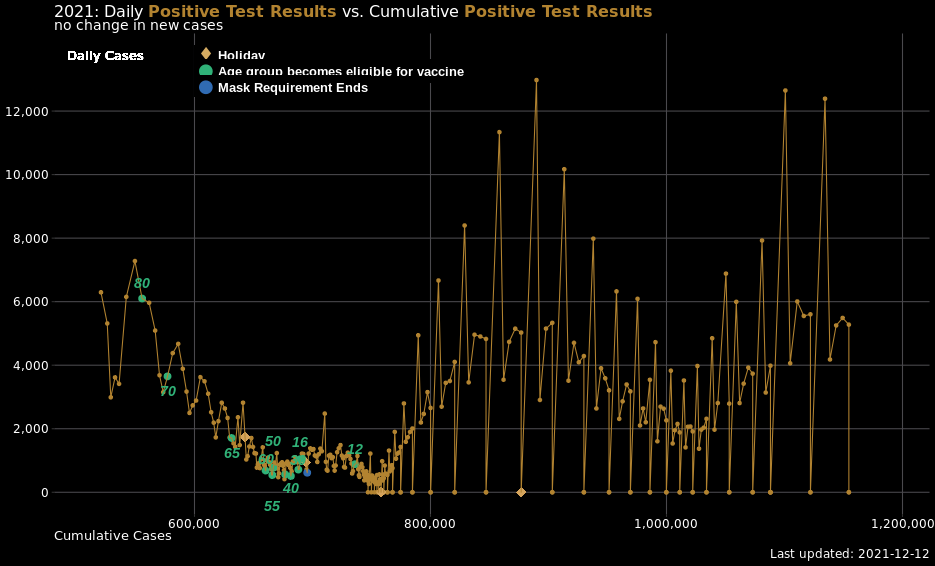 2021: Daily Positive Test Results vs. Cumulative Positive Test Results
no change in new cases
Daily Cases
Holiday
Age group becomes eligible for vaccine
Mask Requirement Ends
12,000
10,000
8,000
6,000
4,000
2,000
0
80
70
65
50
60
55
40
16
12
600,000
800,000
1,000,000
1,200,000
Cumulative Cases
Last updated: 2021-12-12